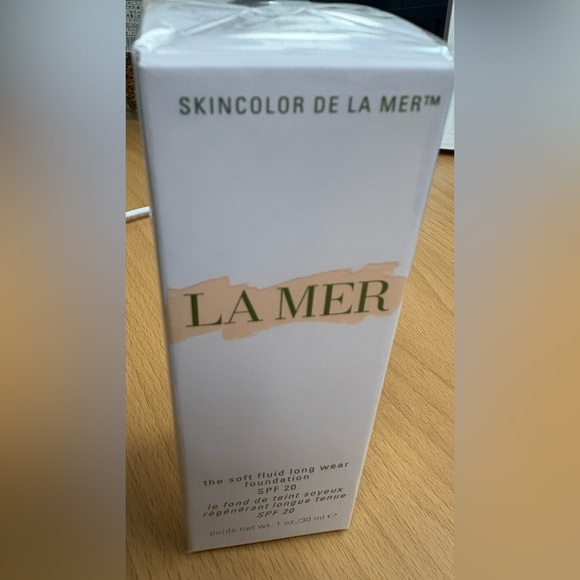 SKINCOLOR DE LA MER™
LA MER
the soft fluid long wear
foundation
SPF 20
le fond de teint soyeux
régénérant longue tenue
SPF 20
poids net wt. 1 oz./30 ml ℮